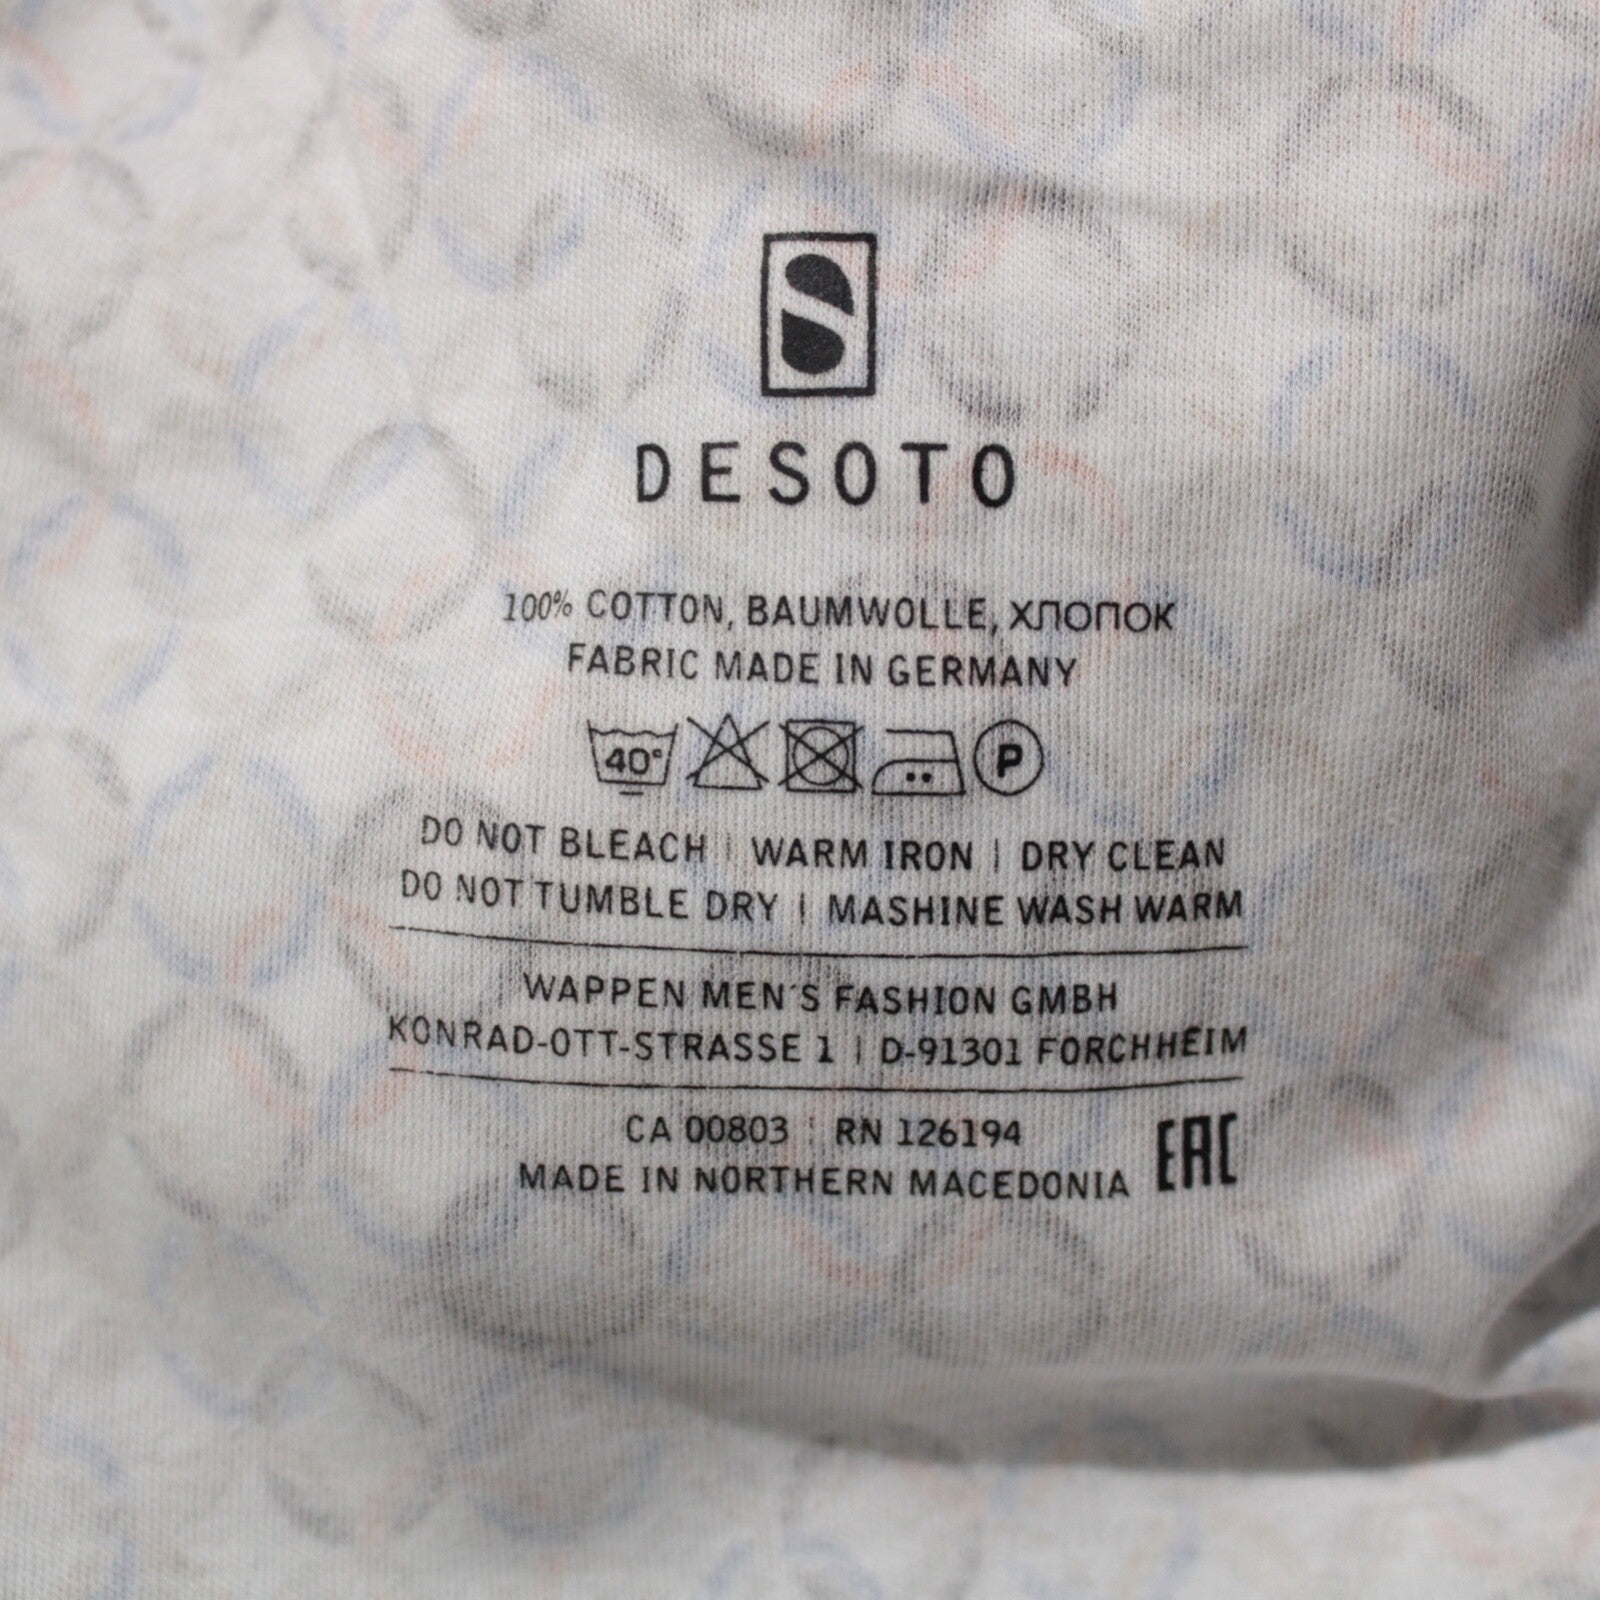 S
DESOTO
100% COTTON, BAUMWOLLE, ХЛОПОК
FABRIC MADE IN GERMANY
40° P
DO NOT BLEACH | WARM IRON | DRY CLEAN
DO NOT TUMBLE DRY | MASHINE WASH WARM
WAPPEN MEN´S FASHION GMBH
KONRAD-OTT-STRASSE 1 | D-91301 FORCHHEIM
CA 00803 | RN 126194
MADE IN NORTHERN MACEDONIA EAC